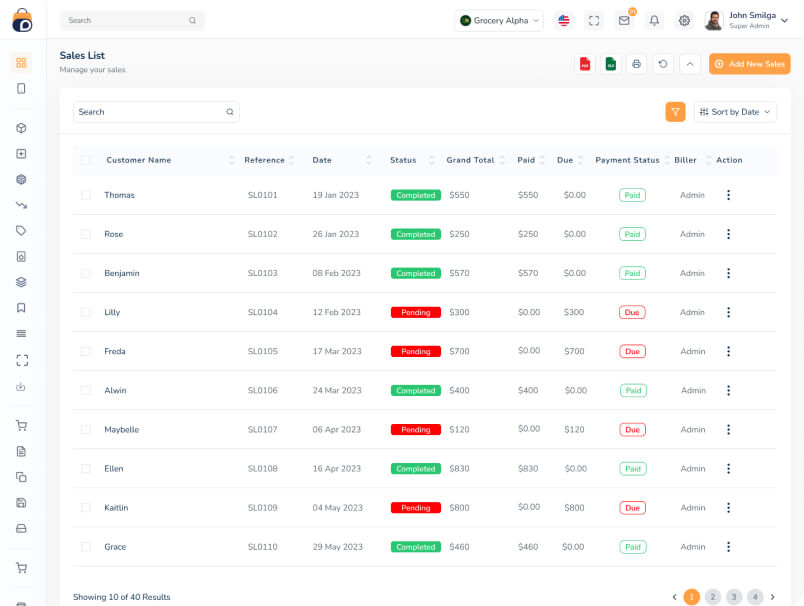 Search
Grocery Alpha
01
John Smilga
Super Admin
Sales List
Manage your sales
PDF
XLS
Add New Sales
Search
Sort by Date
Customer Name Reference Date Status Grand Total Paid Due Payment Status Biller Action
Thomas SL0101 19 Jan 2023 Completed $550 $550 $0.00 Paid Admin
Rose SL0102 26 Jan 2023 Completed $250 $250 $0.00 Paid Admin
Benjamin SL0103 08 Feb 2023 Completed $570 $570 $0.00 Paid Admin
Lilly SL0104 12 Feb 2023 Pending $300 $0.00 $300 Due Admin
Freda SL0105 17 Mar 2023 Pending $700 $0.00 $700 Due Admin
Alwin SL0106 24 Mar 2023 Completed $400 $400 $0.00 Paid Admin
Maybelle SL0107 06 Apr 2023 Pending $120 $0.00 $120 Due Admin
Ellen SL0108 16 Apr 2023 Completed $830 $830 $0.00 Paid Admin
Kaitlin SL0109 04 May 2023 Pending $800 $0.00 $800 Due Admin
Grace SL0110 29 May 2023 Completed $460 $460 $0.00 Paid Admin
Showing 10 of 40 Results
1 2 3 4